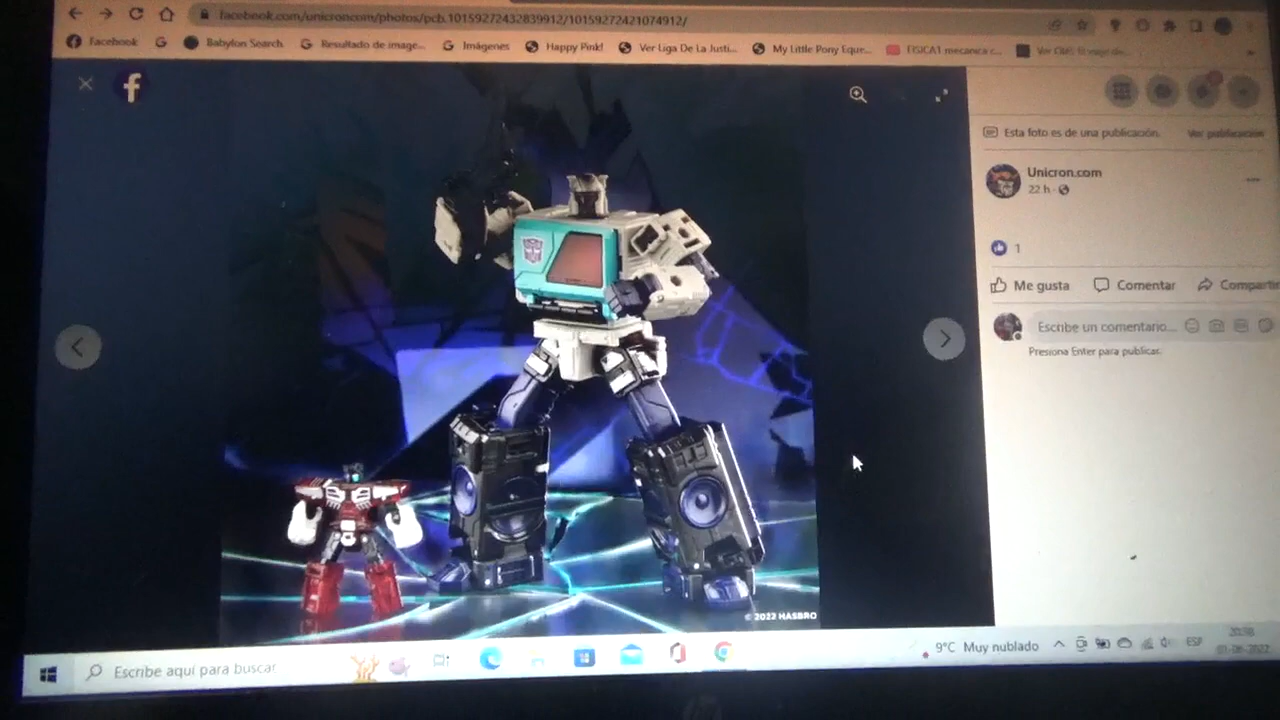 facebook.com/unicroncom/photos/pcb.10159272432839912/10159272421074912/
Facebook
Babylon Search
Resultado de image...
Imágenes
Happy Pink!
Ver Liga De La Justi...
My Little Pony Eque...
FISICA1 mecanica c...
Esta foto es de una publicación.
Ver publicación
Unicron.com
22 h
1
Me gusta
Comentar
Compartir
Escribe un comentario...
Presiona Enter para publicar.
© 2022 HASBRO
Escribe aquí para buscar
9°C Muy nublado
ESP